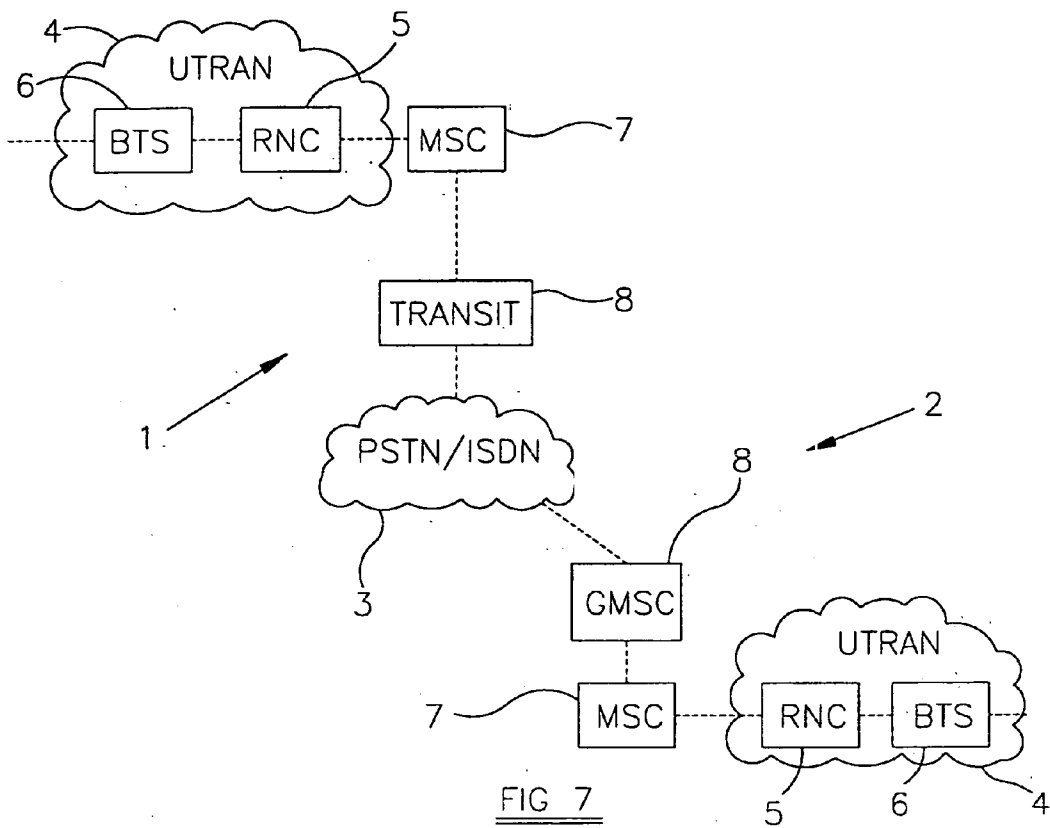 4
5
UTRAN
6
BTS
RNC
MSC
7
TRANSIT
8
1
PSTN/ISDN
2
8
3
GMSC
UTRAN
7
MSC
RNC
BTS
5
6
4
FIG 7